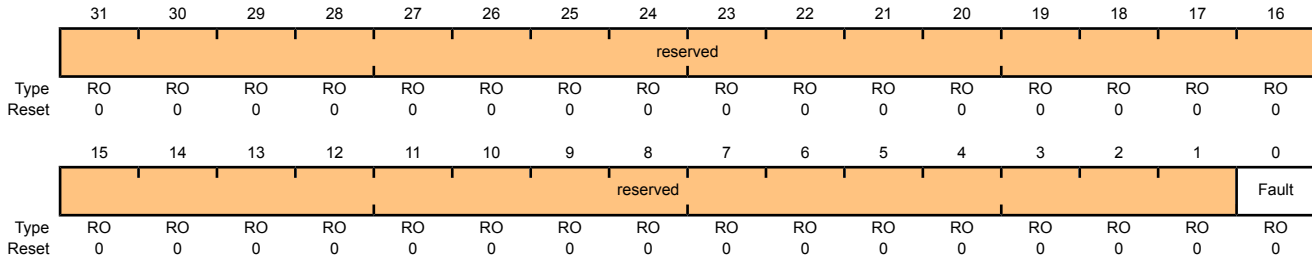 31 30 29 28 27 26 25 24 23 22 21 20 19 18 17 16
reserved
Type RO RO RO RO RO RO RO RO RO RO RO RO RO RO RO RO
Reset 0 0 0 0 0 0 0 0 0 0 0 0 0 0 0 0
15 14 13 12 11 10 9 8 7 6 5 4 3 2 1 0
reserved Fault
Type RO RO RO RO RO RO RO RO RO RO RO RO RO RO RO RO
Reset 0 0 0 0 0 0 0 0 0 0 0 0 0 0 0 0